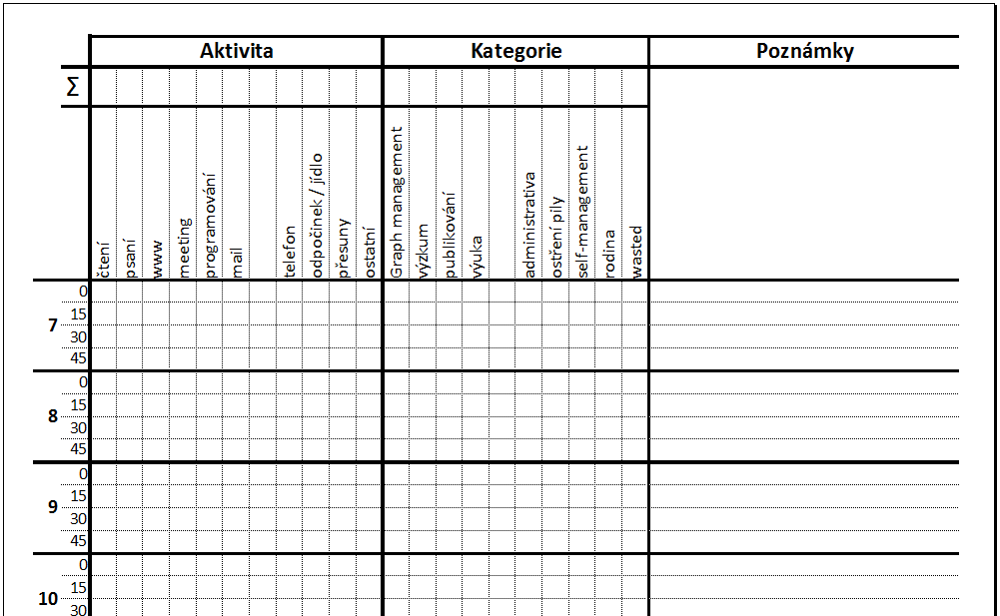 Aktivita Kategorie Poznámky
Σ
čtení
psaní
www
meeting
programování
mail
telefon
odpočinek / jídlo
přesuny
ostatní
Graph management
výzkum
publikování
výuka
administrativa
ostření pily
self-management
rodina
wasted
0
15
7
30
45
0
15
8
30
45
0
15
9
30
45
0
15
10
30